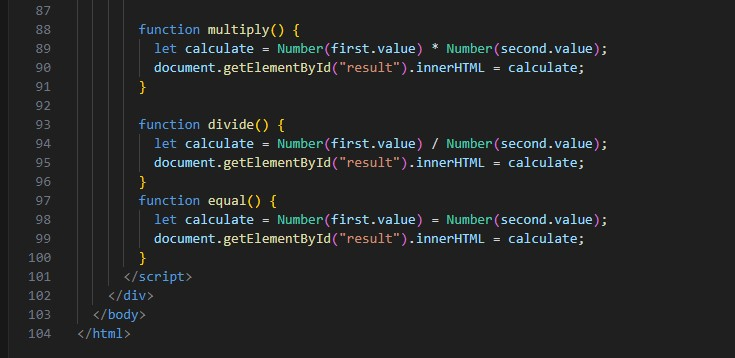 87
88 function multiply() {
89 let calculate = Number(first.value) * Number(second.value);
90 document.getElementById("result").innerHTML = calculate;
91 }
92
93 function divide() {
94 let calculate = Number(first.value) / Number(second.value);
95 document.getElementById("result").innerHTML = calculate;
96 }
97 function equal() {
98 let calculate = Number(first.value) = Number(second.value);
99 document.getElementById("result").innerHTML = calculate;
100 }
101 </script>
102 </div>
103 </body>
104 </html>